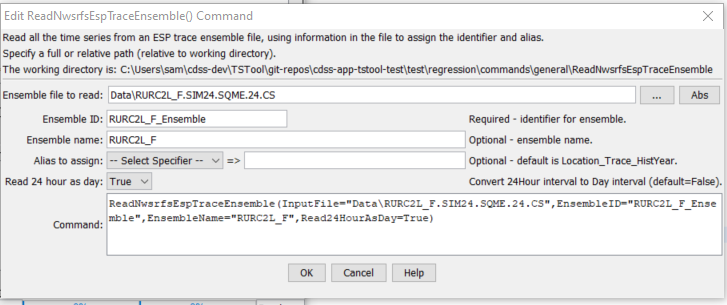 Edit ReadNwsrfsEspTraceEnsemble() Command
Read all the time series from an ESP trace ensemble file, using information in the file to assign the identifier and alias.
Specify a full or relative path (relative to working directory).
The working directory is: C:\Users\sam\cdss-dev\TSTool\git-repos\cdss-app-tstool-test\test\regression\commands\general\ReadNwsrfsEspTraceEnsemble
Ensemble file to read: Data\RURC2L_F.SIM24.SQME.24.CS ... Abs
Ensemble ID: RURC2L_F_Ensemble Required - identifier for ensemble.
Ensemble name: RURC2L_F Optional - ensemble name.
Alias to assign: -- Select Specifier -- => Optional - default is Location_Trace_HistYear.
Read 24 hour as day: True Convert 24Hour interval to Day interval (default=False).
Command: ReadNwsrfsEspTraceEnsemble(InputFile="Data\RURC2L_F.SIM24.SQME.24.CS",EnsembleID="RURC2L_F_Ense
mble",EnsembleName="RURC2L_F",Read24HourAsDay=True)
OK Cancel Help